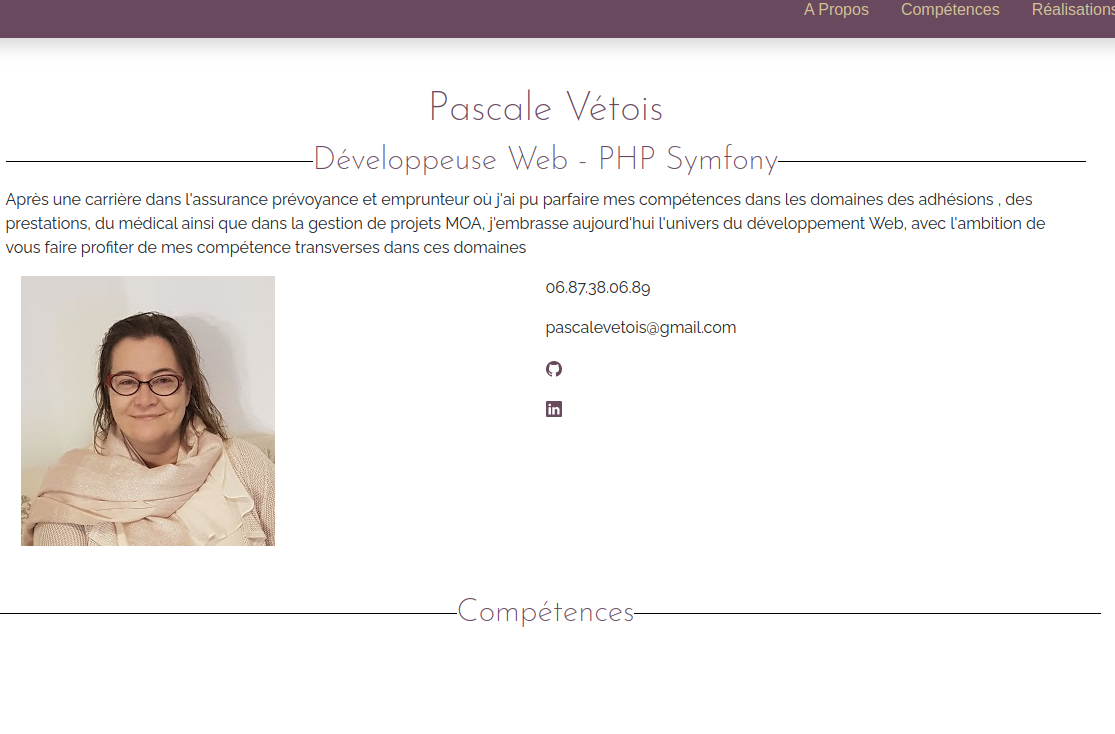 A Propos Compétences Réalisations
Pascale Vétois
Développeuse Web - PHP Symfony
Après une carrière dans l'assurance prévoyance et emprunteur où j'ai pu parfaire mes compétences dans les domaines des adhésions , des
prestations, du médical ainsi que dans la gestion de projets MOA, j'embrasse aujourd'hui l'univers du développement Web, avec l'ambition de
vous faire profiter de mes compétence transverses dans ces domaines
06.87.38.06.89
pascalevetois@gmail.com
in
Compétences